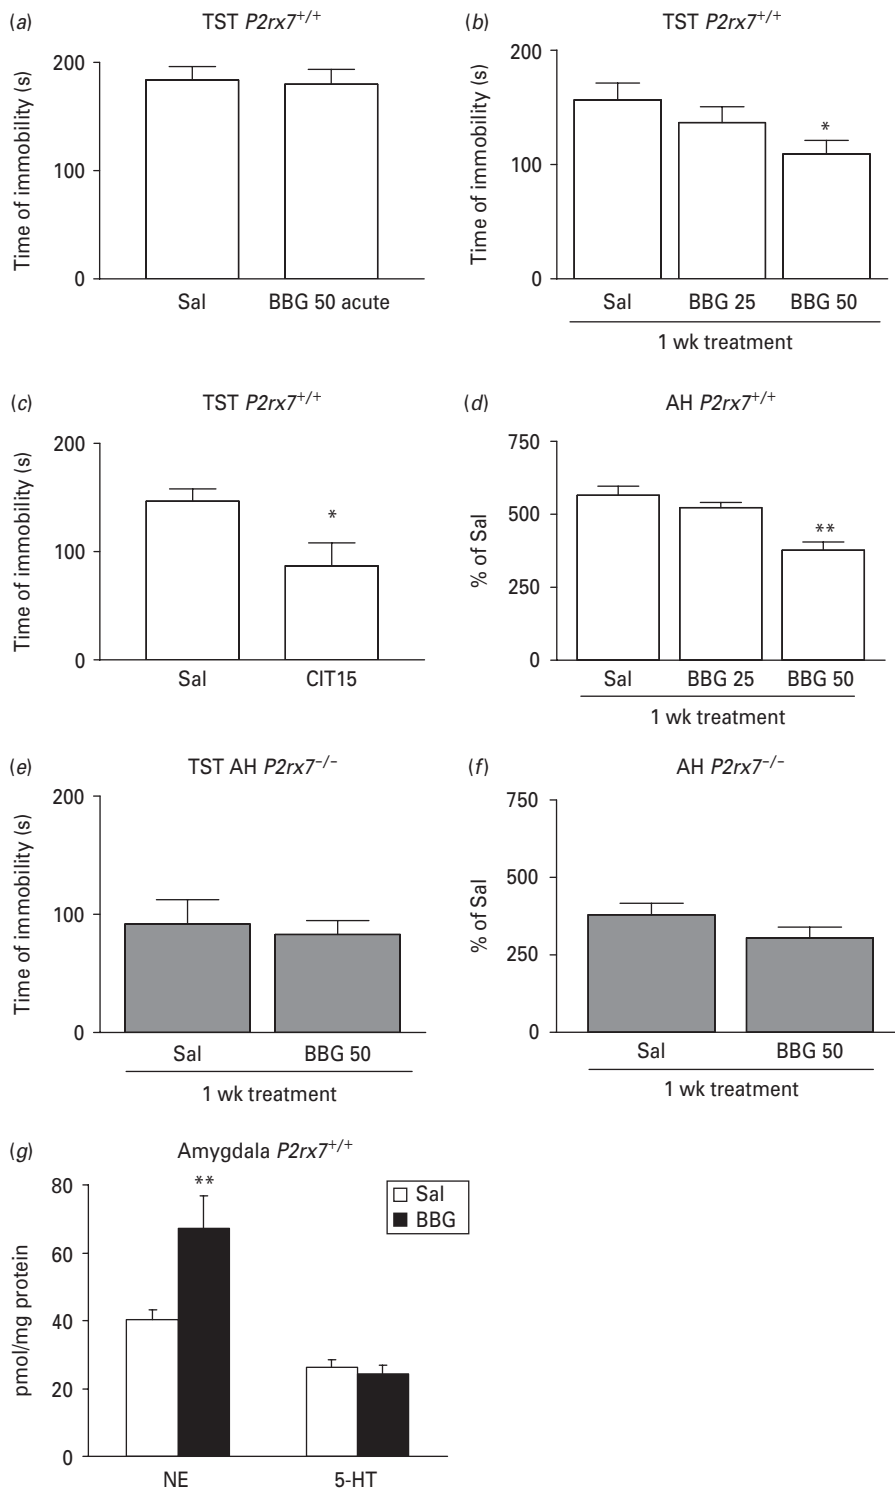 (a) TST P2rx7+/+
Time of immobility (s)
200
100
0
Sal BBG 50 acute
(b) TST P2rx7+/+
Time of immobility (s)
200
100
0
*
Sal BBG 25 BBG 50
1 wk treatment
(c) TST P2rx7+/+
Time of immobility (s)
200
100
0
*
Sal CIT15
(d) AH P2rx7+/+
% of Sal
750
500
250
0
**
Sal BBG 25 BBG 50
1 wk treatment
(e) TST AH P2rx7−/−
Time of immobility (s)
200
100
0
Sal BBG 50
1 wk treatment
(f) AH P2rx7−/−
% of Sal
750
500
250
0
Sal BBG 50
1 wk treatment
(g) Amygdala P2rx7+/+
pmol/mg protein
80
60
40
20
0
**
Sal
BBG
NE 5-HT